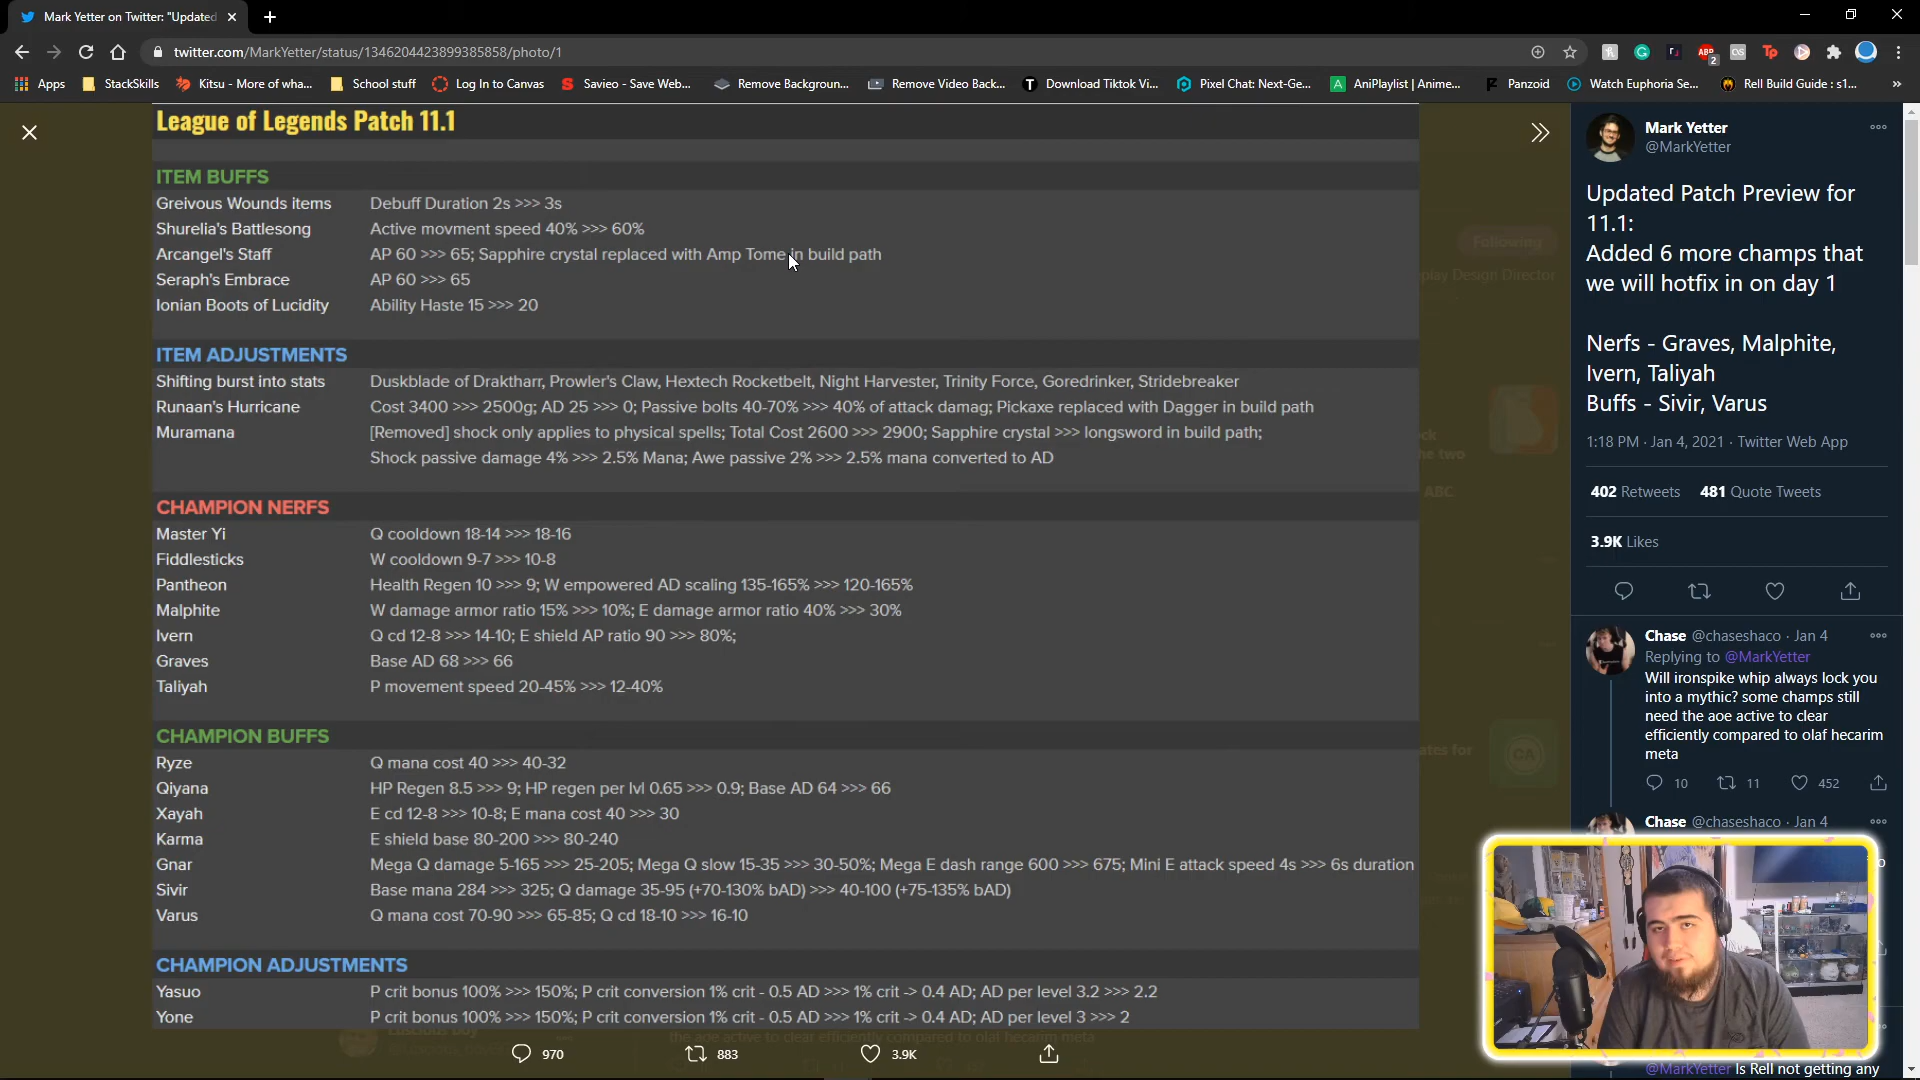 Mark Yetter on Twitter: "Updated
twitter.com/MarkYetter/status/1346204423899385858/photo/1
Apps
StackSkills
Kitsu - More of wha...
School stuff
Log In to Canvas
Savieo - Save Web...
Remove Backgroun...
Remove Video Back...
Download Tiktok Vi...
Pixel Chat: Next-Ge...
AniPlaylist | Anime...
Panzoid
Watch Euphoria Se...
Rell Build Guide : s1...
League of Legends Patch 11.1
ITEM BUFFS
Greivous Wounds items Debuff Duration 2s >>> 3s
Shurelia's Battlesong Active movment speed 40% >>> 60%
Arcangel's Staff AP 60 >>> 65; Sapphire crystal replaced with Amp Tome in build path
Seraph's Embrace AP 60 >>> 65
Ionian Boots of Lucidity Ability Haste 15 >>> 20
ITEM ADJUSTMENTS
Shifting burst into stats Duskblade of Draktharr, Prowler's Claw, Hextech Rocketbelt, Night Harvester, Trinity Force, Goredrinker, Stridebreaker
Runaan's Hurricane Cost 3400 >>> 2500g; AD 25 >>> 0; Passive bolts 40-70% >>> 40% of attack damag; Pickaxe replaced with Dagger in build path
Muramana [Removed] shock only applies to physical spells; Total Cost 2600 >>> 2900; Sapphire crystal >>> longsword in build path;
Shock passive damage 4% >>> 2.5% Mana; Awe passive 2% >>> 2.5% mana converted to AD
CHAMPION NERFS
Master Yi Q cooldown 18-14 >>> 18-16
Fiddlesticks W cooldown 9-7 >>> 10-8
Pantheon Health Regen 10 >>> 9; W empowered AD scaling 135-165% >>> 120-165%
Malphite W damage armor ratio 15% >>> 10%; E damage armor ratio 40% >>> 30%
Ivern Q cd 12-8 >>> 14-10; E shield AP ratio 90 >>> 80%;
Graves Base AD 68 >>> 66
Taliyah P movement speed 20-45% >>> 12-40%
CHAMPION BUFFS
Ryze Q mana cost 40 >>> 40-32
Qiyana HP Regen 8.5 >>> 9; HP regen per lvl 0.65 >>> 0.9; Base AD 64 >>> 66
Xayah E cd 12-8 >>> 10-8; E mana cost 40 >>> 30
Karma E shield base 80-200 >>> 80-240
Gnar Mega Q damage 5-165 >>> 25-205; Mega Q slow 15-35 >>> 30-50%; Mega E dash range 600 >>> 675; Mini E attack speed 4s >>> 6s duration
Sivir Base mana 284 >>> 325; Q damage 35-95 (+70-130% bAD) >>> 40-100 (+75-135% bAD)
Varus Q mana cost 70-90 >>> 65-85; Q cd 18-10 >>> 16-10
CHAMPION ADJUSTMENTS
Yasuo P crit bonus 100% >>> 150%; P crit conversion 1% crit - 0.5 AD >>> 1% crit -> 0.4 AD; AD per level 3.2 >>> 2.2
Yone P crit bonus 100% >>> 150%; P crit conversion 1% crit - 0.5 AD >>> 1% crit -> 0.4 AD; AD per level 3 >>> 2
970
883
3.9K
Following
Mark Yetter
@MarkYetter
Updated Patch Preview for
11.1:
Added 6 more champs that
we will hotfix in on day 1
Nerfs - Graves, Malphite,
Ivern, Taliyah
Buffs - Sivir, Varus
1:18 PM · Jan 4, 2021 · Twitter Web App
402 Retweets 481 Quote Tweets
3.9K Likes
Chase @chaseshaco · Jan 4
Replying to @MarkYetter
Will ironspike whip always lock you
into a mythic? some champs still
need the aoe active to clear
efficiently compared to olaf hecarim
meta
10 11 452
Chase @chaseshaco · Jan 4
@MarkYetter Is Rell not getting any